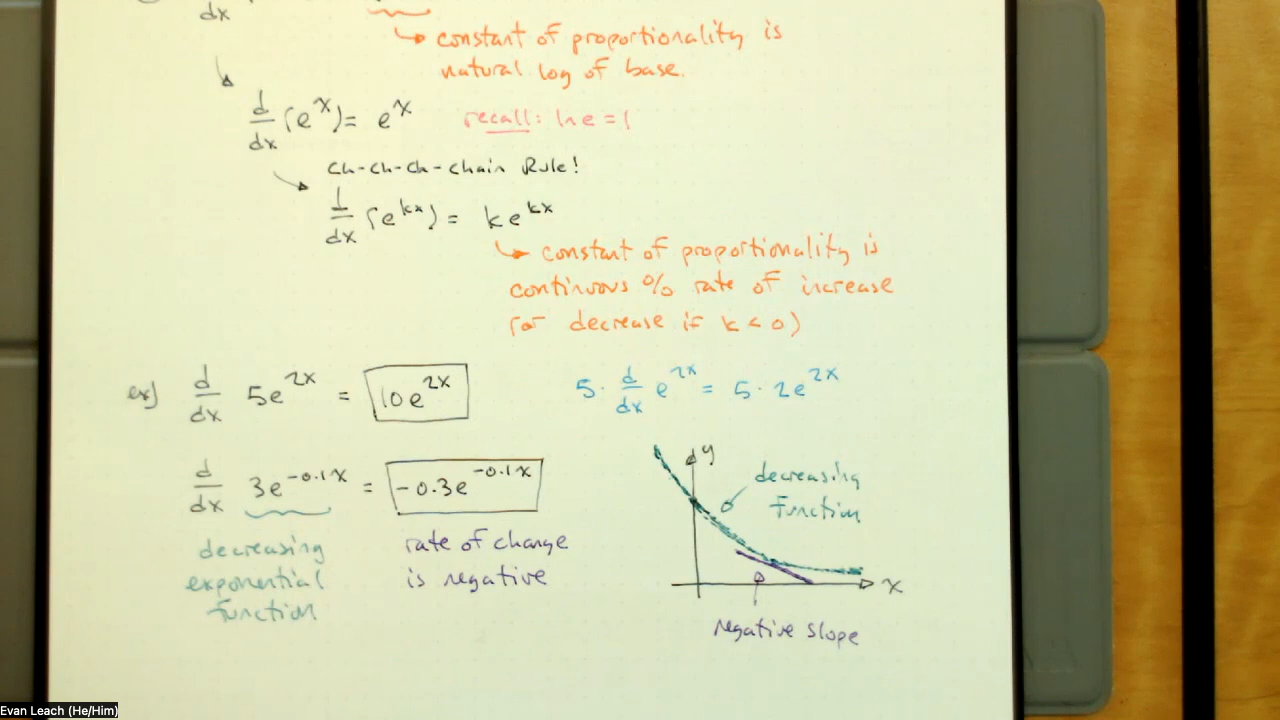 dx
↳ constant of proportionality is
natural log of base.
d/dx (e^x) = e^x recall: ln e = 1
Ch-Ch-Ch-Chain Rule!
d/dx (e^kx) = k e^kx
↳ constant of proportionality is
continuous % rate of increase
(or decrease if k < 0)
ex) d/dx 5e^2x = 10e^2x 5 · d/dx e^2x = 5 · 2e^2x
d/dx 3e^-0.1x = -0.3e^-0.1x
decreasing
exponential
function
rate of change
is negative
y
decreasing
function
x
negative slope
Evan Leach (He/Him)